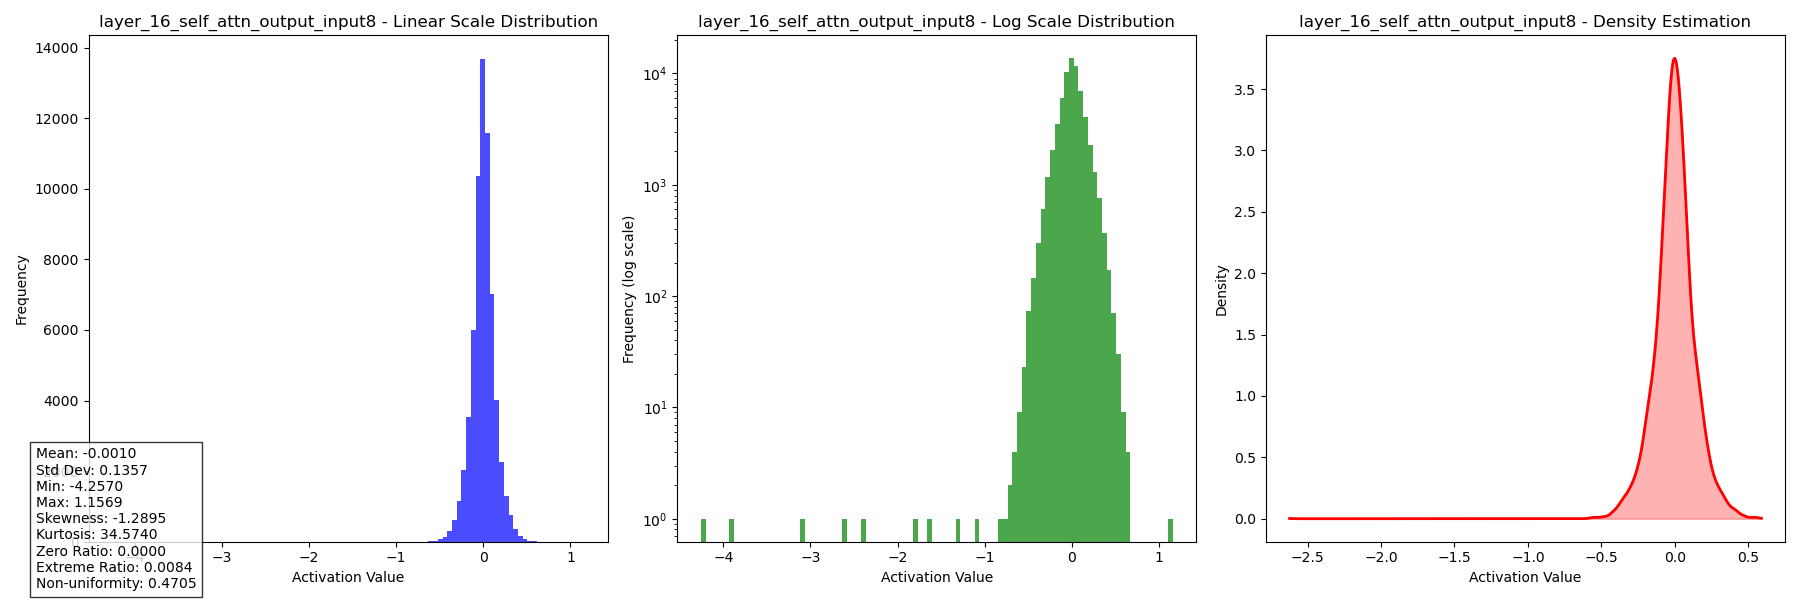 layer_16_self_attn_output_input8 - Linear Scale Distribution
14000
12000
10000
8000
6000
4000
0
Frequency
−3
−2
−1
0
1
Activation Value
Mean: -0.0010
Std Dev: 0.1357
Min: -4.2570
Max: 1.1569
Skewness: -1.2895
Kurtosis: 34.5740
Zero Ratio: 0.0000
Extreme Ratio: 0.0084
Non-uniformity: 0.4705
layer_16_self_attn_output_input8 - Log Scale Distribution
10⁴
10³
10²
10¹
10⁰
Frequency (log scale)
−4
−3
−2
−1
0
1
Activation Value
layer_16_self_attn_output_input8 - Density Estimation
3.5
3.0
2.5
2.0
1.5
1.0
0.5
0.0
Density
−2.5
−2.0
−1.5
−1.0
−0.5
0.0
0.5
Activation Value